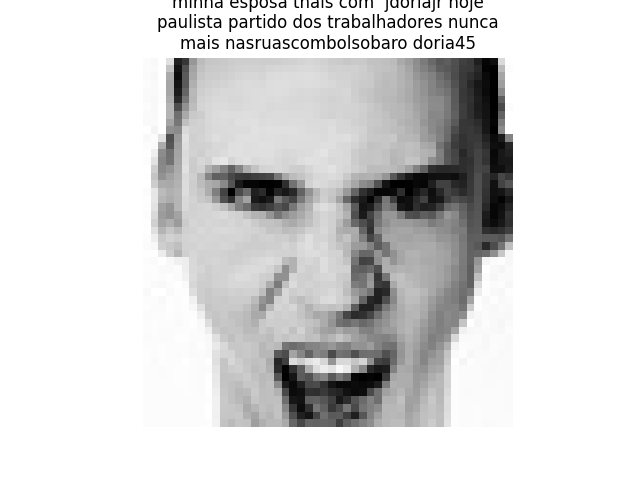 minha esposa thais com jdoriajr hoje
paulista partido dos trabalhadores nunca
mais nasruascombolsobaro doria45